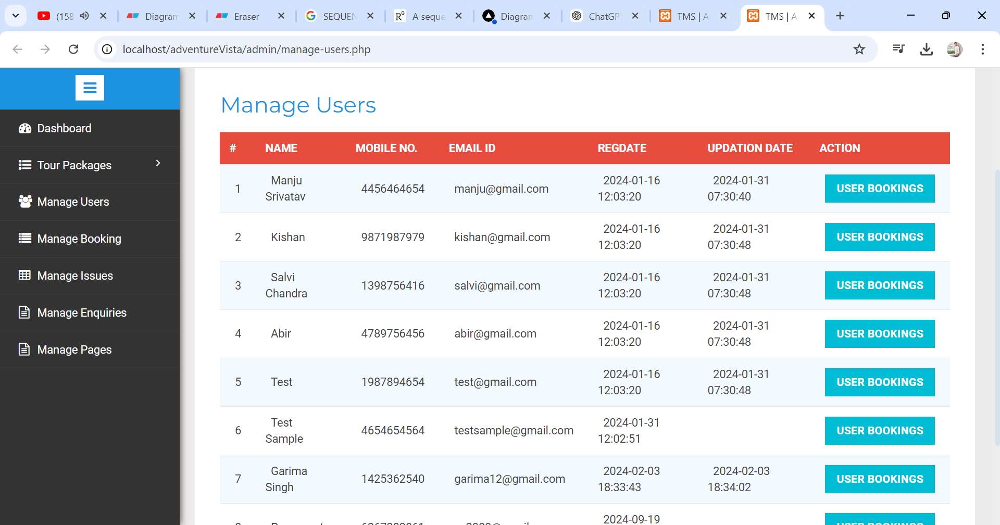 (158
Diagram
Eraser
SEQUEN
A seque
Diagram
ChatGP
TMS | A
TMS | A
localhost/adventureVista/admin/manage-users.php
Dashboard
Tour Packages
Manage Users
Manage Booking
Manage Issues
Manage Enquiries
Manage Pages
Manage Users
# NAME MOBILE NO. EMAIL ID REGDATE UPDATION DATE ACTION
1 Manju Srivatav 4456464654 manju@gmail.com 2024-01-16 12:03:20 2024-01-31 07:30:40 USER BOOKINGS
2 Kishan 9871987979 kishan@gmail.com 2024-01-16 12:03:20 2024-01-31 07:30:48 USER BOOKINGS
3 Salvi Chandra 1398756416 salvi@gmail.com 2024-01-16 12:03:20 2024-01-31 07:30:48 USER BOOKINGS
4 Abir 4789756456 abir@gmail.com 2024-01-16 12:03:20 2024-01-31 07:30:48 USER BOOKINGS
5 Test 1987894654 test@gmail.com 2024-01-16 12:03:20 2024-01-31 07:30:48 USER BOOKINGS
6 Test Sample 4654654564 testsample@gmail.com 2024-01-31 12:02:51 USER BOOKINGS
7 Garima Singh 1425362540 garima12@gmail.com 2024-02-03 18:33:43 2024-02-03 18:34:02 USER BOOKINGS
2024-09-19